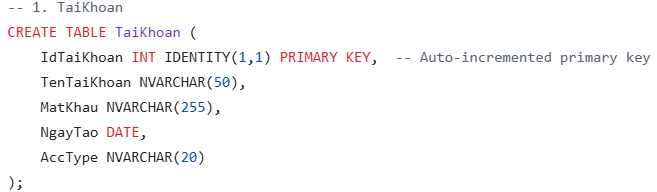 -- 1. TaiKhoan
CREATE TABLE TaiKhoan (
    IdTaiKhoan INT IDENTITY(1,1) PRIMARY KEY,  -- Auto-incremented primary key
    TenTaiKhoan NVARCHAR(50),
    MatKhau NVARCHAR(255),
    NgayTao DATE,
    AccType NVARCHAR(20)
);